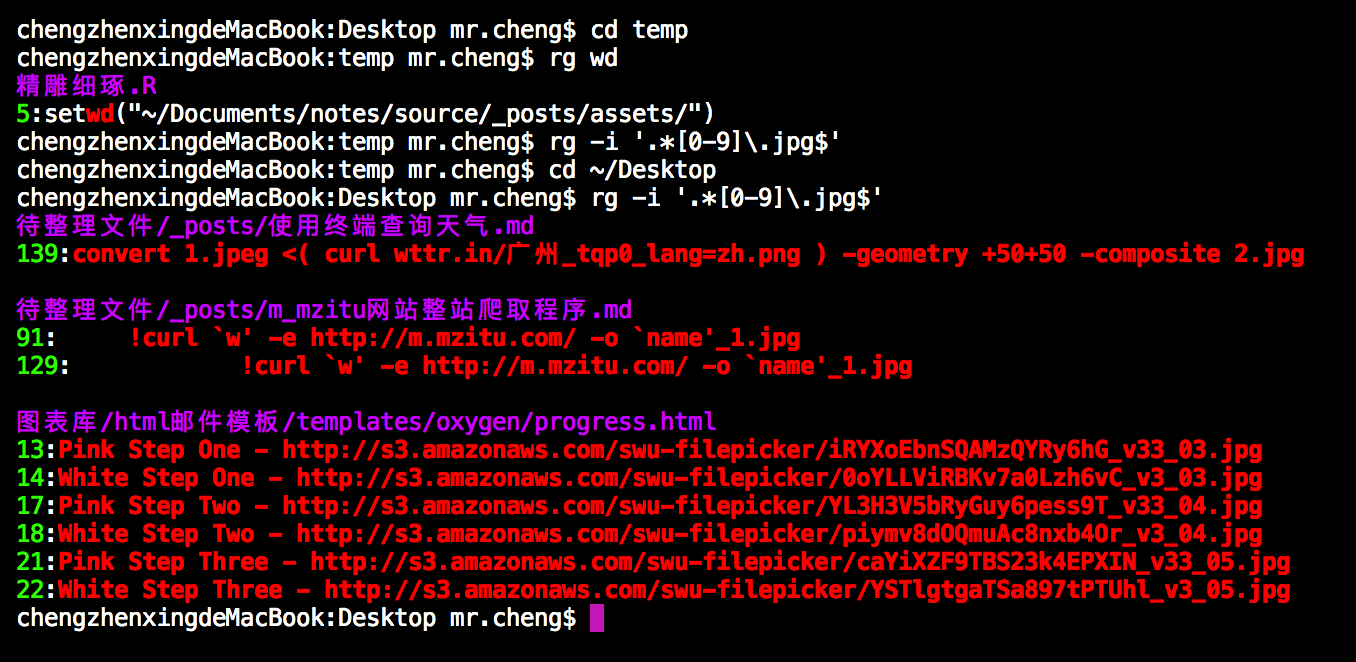 chengzhenxingdeMacBook:Desktop mr.cheng$ cd temp
chengzhenxingdeMacBook:temp mr.cheng$ rg wd
精雕细琢.R
5:setwd("~/Documents/notes/source/_posts/assets/")
chengzhenxingdeMacBook:temp mr.cheng$ rg -i '.*[0-9]\.jpg$'
chengzhenxingdeMacBook:temp mr.cheng$ cd ~/Desktop
chengzhenxingdeMacBook:Desktop mr.cheng$ rg -i '.*[0-9]\.jpg$'
待整理文件/_posts/使用终端查询天气.md
139:convert 1.jpeg <( curl wttr.in/广州_tqp0_lang=zh.png ) -geometry +50+50 -composite 2.jpg
待整理文件/_posts/m_mzitu网站整站爬取程序.md
91:     !curl `w' -e http://m.mzitu.com/ -o `name'_1.jpg
129:            !curl `w' -e http://m.mzitu.com/ -o `name'_1.jpg
图表库/html邮件模板/templates/oxygen/progress.html
13:Pink Step One - http://s3.amazonaws.com/swu-filepicker/iRYXoEbnSQAMzQYRy6hG_v33_03.jpg
14:White Step One - http://s3.amazonaws.com/swu-filepicker/0oYLLViRBKv7a0Lzh6vC_v3_03.jpg
17:Pink Step Two - http://s3.amazonaws.com/swu-filepicker/YL3H3V5bRyGuy6pess9T_v33_04.jpg
18:White Step Two - http://s3.amazonaws.com/swu-filepicker/piymv8dOQmuAc8nxb4Or_v3_04.jpg
21:Pink Step Three - http://s3.amazonaws.com/swu-filepicker/caYiXZF9TBS23k4EPXIN_v33_05.jpg
22:White Step Three - http://s3.amazonaws.com/swu-filepicker/YSTlgtgaTSa897tPTUhl_v3_05.jpg
chengzhenxingdeMacBook:Desktop mr.cheng$